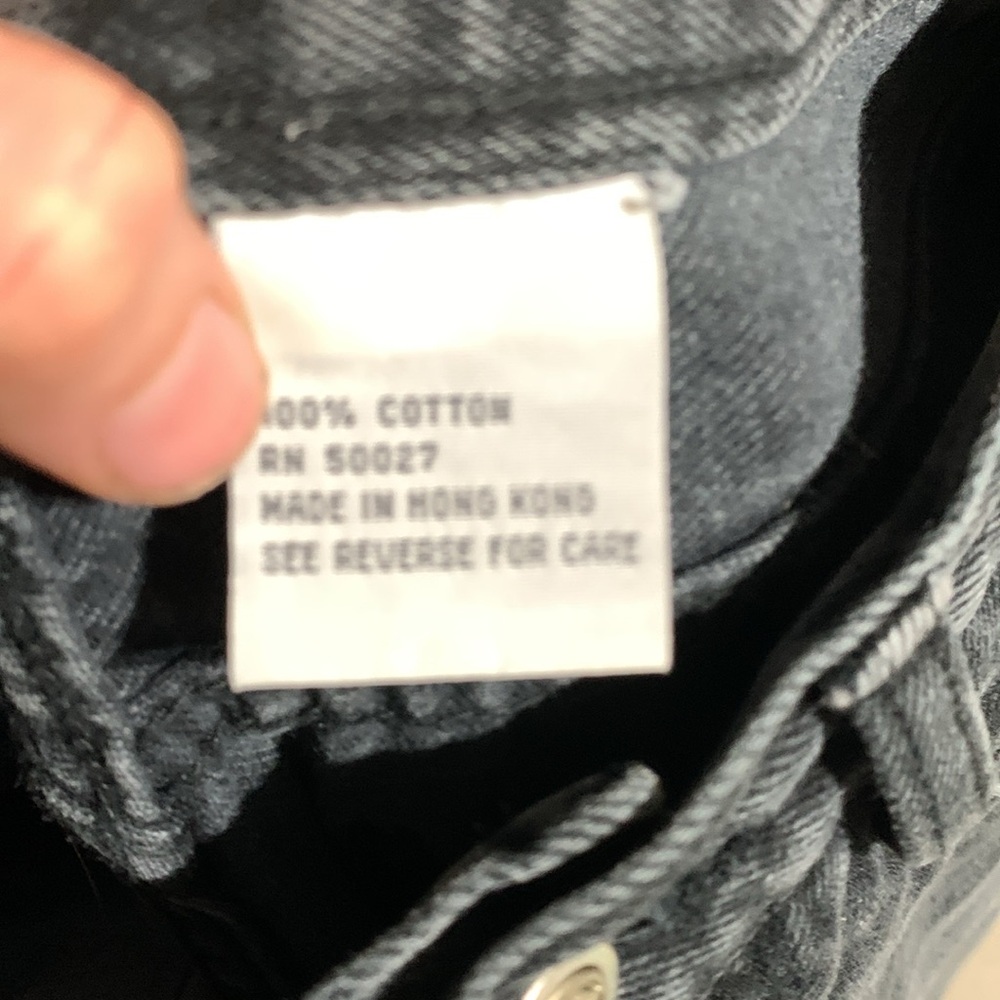 100% COTTON
RN 50027
MADE IN HONG KONG
SEE REVERSE FOR CARE